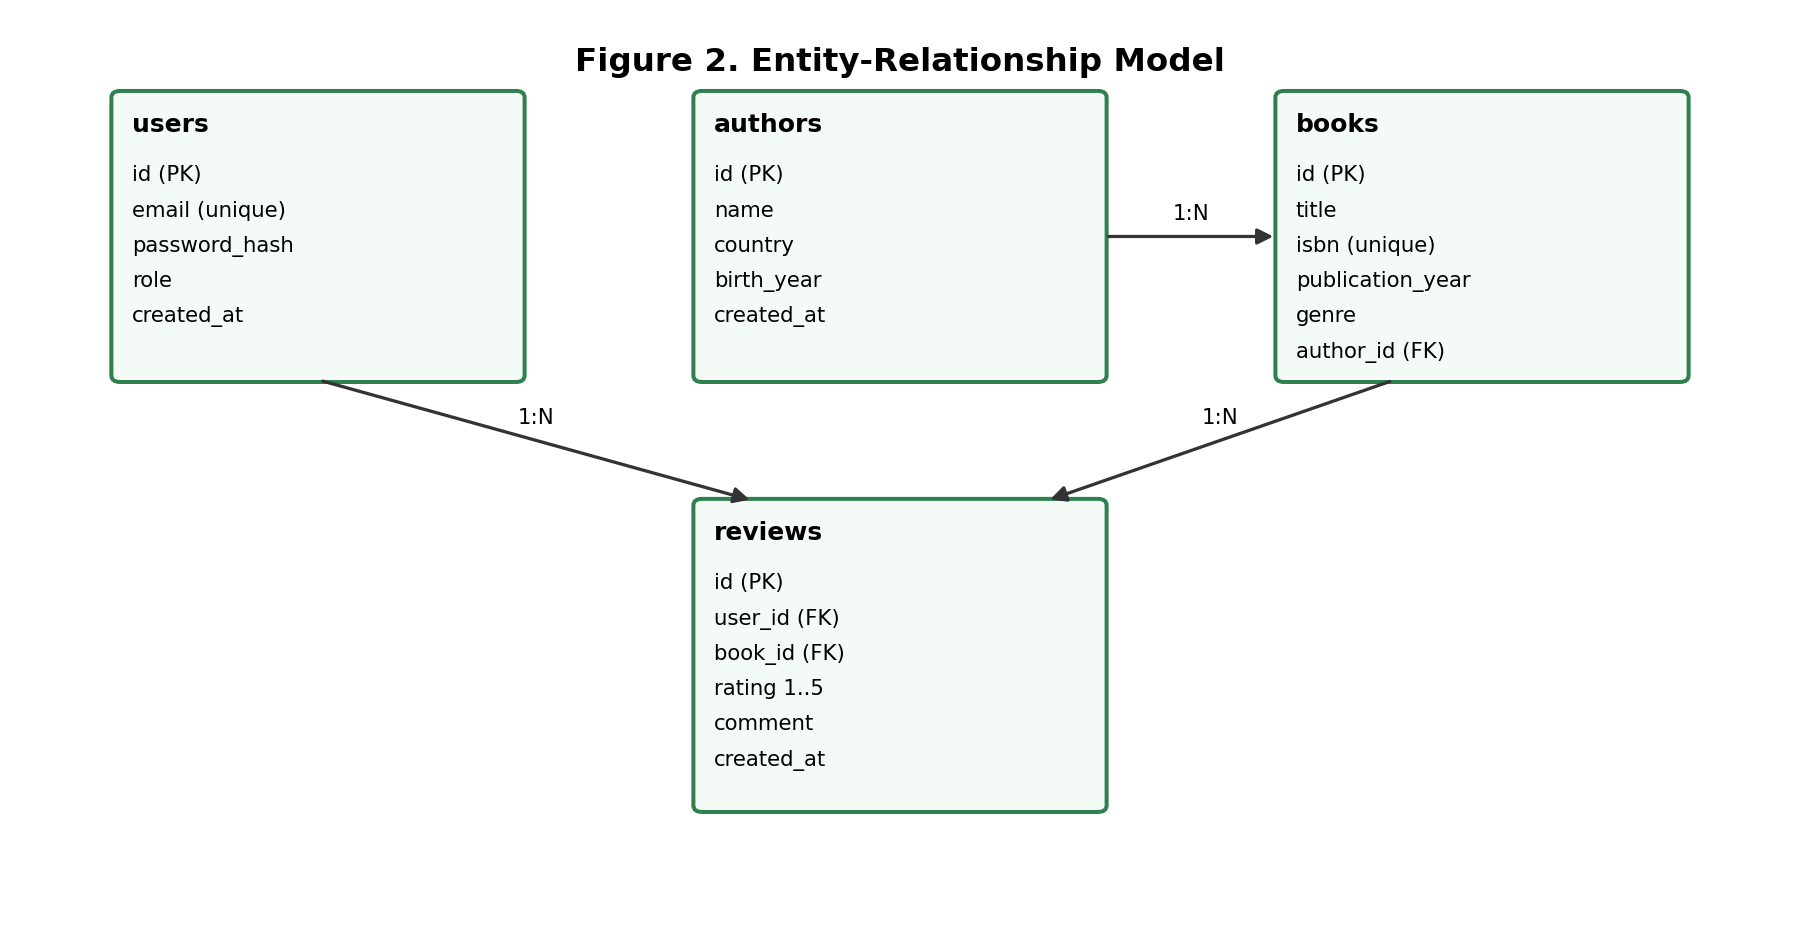 Figure 2. Entity-Relationship Model
users
id (PK)
email (unique)
password_hash
role
created_at
authors
id (PK)
name
country
birth_year
created_at
1:N
books
id (PK)
title
isbn (unique)
publication_year
genre
author_id (FK)
1:N
1:N
reviews
id (PK)
user_id (FK)
book_id (FK)
rating 1..5
comment
created_at